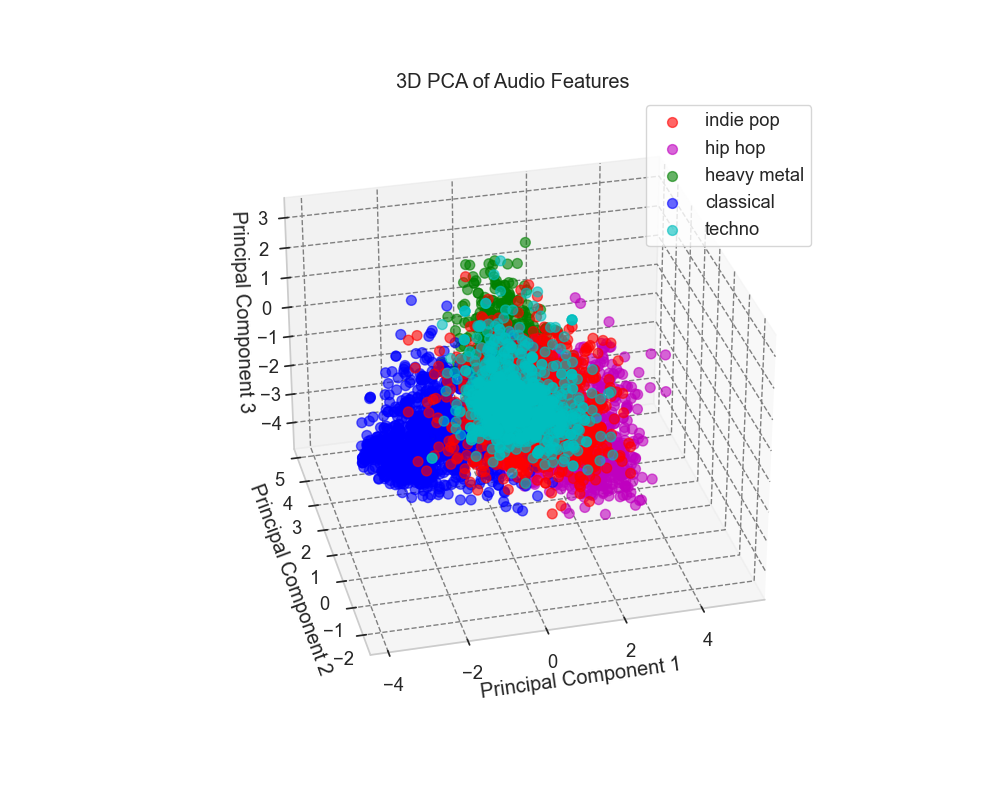 3D PCA of Audio Features
indie pop
hip hop
heavy metal
classical
techno
Principal Component 3
3
2
1
0
−1
−2
−3
−4
Principal Component 2
5
4
3
2
1
0
−1
−2
−4
−2
0
2
4
Principal Component 1